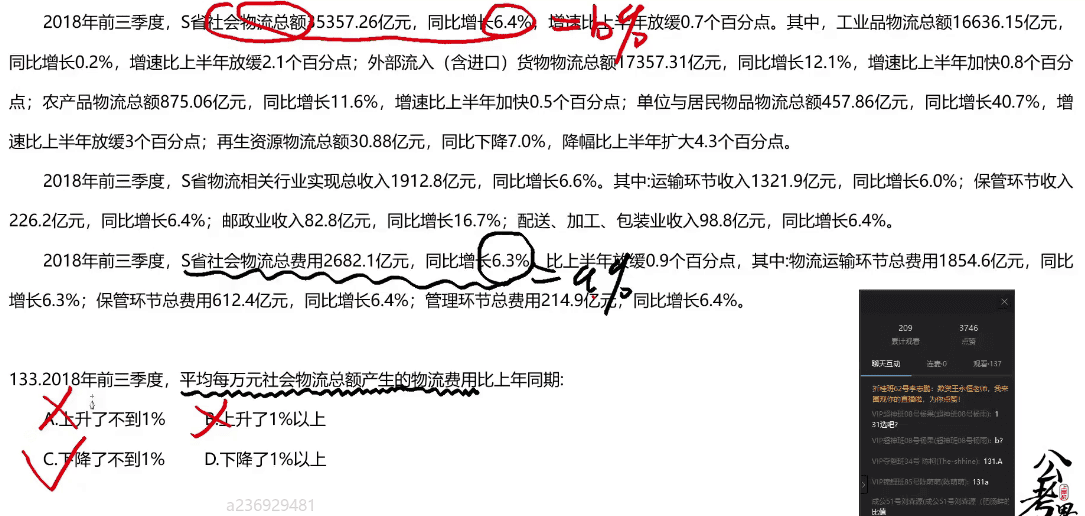 2018年前三季度，S省社会物流总额35357.26亿元，同比增长6.4%，增速比上半年放缓0.7个百分点。其中，工业品物流总额16636.15亿元，
=b%
同比增长0.2%，增速比上半年放缓2.1个百分点；外部流入（含进口）货物物流总额17357.31亿元，同比增长12.1%，增速比上半年加快0.8个百分
点；农产品物流总额875.06亿元，同比增长11.6%，增速比上半年加快0.5个百分点；单位与居民物品物流总额457.86亿元，同比增长40.7%，增
速比上半年放缓3个百分点；再生资源物流总额30.88亿元，同比下降7.0%，降幅比上半年扩大4.3个百分点。
2018年前三季度，S省物流相关行业实现总收入1912.8亿元，同比增长6.6%。其中:运输环节收入1321.9亿元，同比增长6.0%；保管环节收入
226.2亿元，同比增长6.4%；邮政业收入82.8亿元，同比增长16.7%；配送、加工、包装业收入98.8亿元，同比增长6.4%。
2018年前三季度，S省社会物流总费用2682.1亿元，同比增长6.3%，比上半年放缓0.9个百分点，其中:物流运输环节总费用1854.6亿元，同比
=a%
增长6.3%；保管环节总费用612.4亿元，同比增长6.4%；管理环节总费用214.9亿元，同比增长6.4%。
133.2018年前三季度，平均每万元社会物流总额产生的物流费用比上年同期:
A.上升了不到1% B.上升了1%以上
C.下降了不到1% D.下降了1%以上
a236929481
209 3746
累计观看 点赞
聊天互动 连麦·0 观看·137
1
31选吧?
b?
131.A
131a
比值
公考